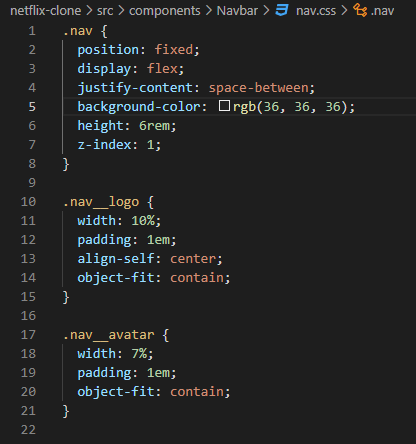 netflix-clone > src > components > Navbar > nav.css > .nav
1 .nav {
2 position: fixed;
3 display: flex;
4 justify-content: space-between;
5 background-color: rgb(36, 36, 36);
6 height: 6rem;
7 z-index: 1;
8 }
9
10 .nav__logo {
11 width: 10%;
12 padding: 1em;
13 align-self: center;
14 object-fit: contain;
15 }
16
17 .nav__avatar {
18 width: 7%;
19 padding: 1em;
20 object-fit: contain;
21 }
22